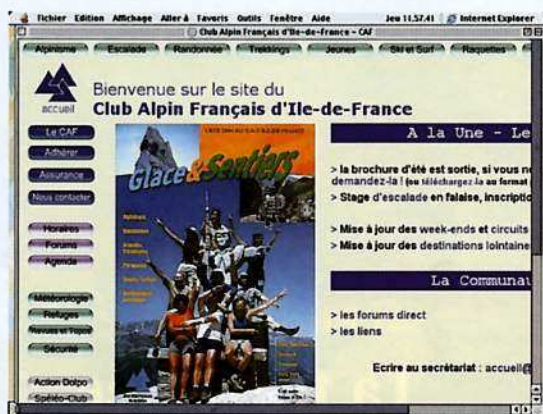 Fichier Edition Affichage Aller à Favoris Outils Fenêtre Aide Jeu 11.57.41 Internet Explorer
Club Alpin Français d'Ile-de-France - CAF
Alpinisme Escalade Randonnée Trekkings Jeunes Ski et Surf Raquettes
accueil
Bienvenue sur le site du
Club Alpin Français d'Ile-de-France
Le CAF
Adhérer
Assurance
Nous contacter
Horaires
Forums
Agenda
Météorologie
Refuges
Revues et Topos
Sécurité
Action Dolpo
Spéléo-Club
Glace & Sentiers
A la Une - Le
> la brochure d'été est sortie, si vous n
demandez-la ! (ou téléchargez-la au format
> Stage d'escalade en falaise, inscriptio
> Mise à jour des week-ends et circuits
> Mise à jour des destinations lointaine
La Communau
> les forums direct
> les liens
Ecrire au secrétariat : accueil@